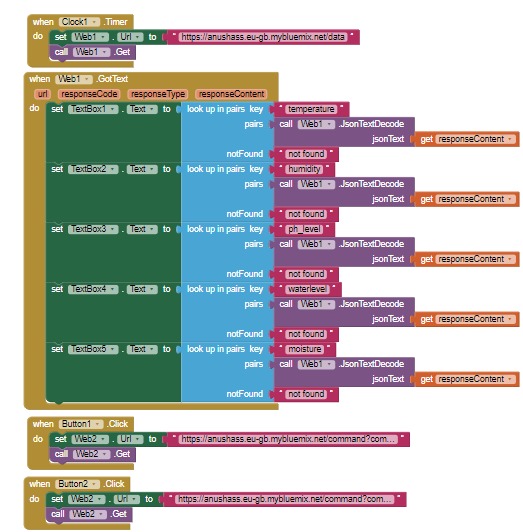 when Clock1 .Timer
do set Web1 . Url to " https://anushass.eu-gb.mybluemix.net/data "
call Web1 .Get
when Web1 .GotText
url responseCode responseType responseContent
do set TextBox1 . Text to look up in pairs key " temperature "
pairs call Web1 .JsonTextDecode
jsonText get responseContent
notFound " not found "
set TextBox2 . Text to look up in pairs key " humidity "
pairs call Web1 .JsonTextDecode
jsonText get responseContent
notFound " not found "
set TextBox3 . Text to look up in pairs key " ph_level "
pairs call Web1 .JsonTextDecode
jsonText get responseContent
notFound " not found "
set TextBox4 . Text to look up in pairs key " waterlevel "
pairs call Web1 .JsonTextDecode
jsonText get responseContent
notFound " not found "
set TextBox5 . Text to look up in pairs key " moisture "
pairs call Web1 .JsonTextDecode
jsonText get responseContent
notFound " not found "
when Button1 .Click
do set Web2 . Url to " https://anushass.eu-gb.mybluemix.net/command?com... "
call Web2 .Get
when Button2 .Click
do set Web2 . Url to " https://anushass.eu-gb.mybluemix.net/command?com... "
call Web2 .Get